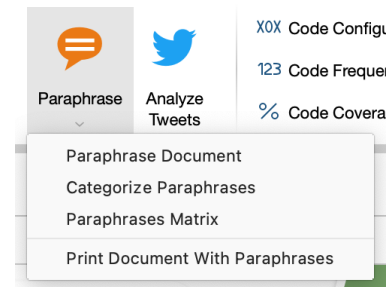 XOX Code Configu
123 Code Frequen
% Code Covera
Paraphrase
Analyze
Tweets
Paraphrase Document
Categorize Paraphrases
Paraphrases Matrix
Print Document With Paraphrases